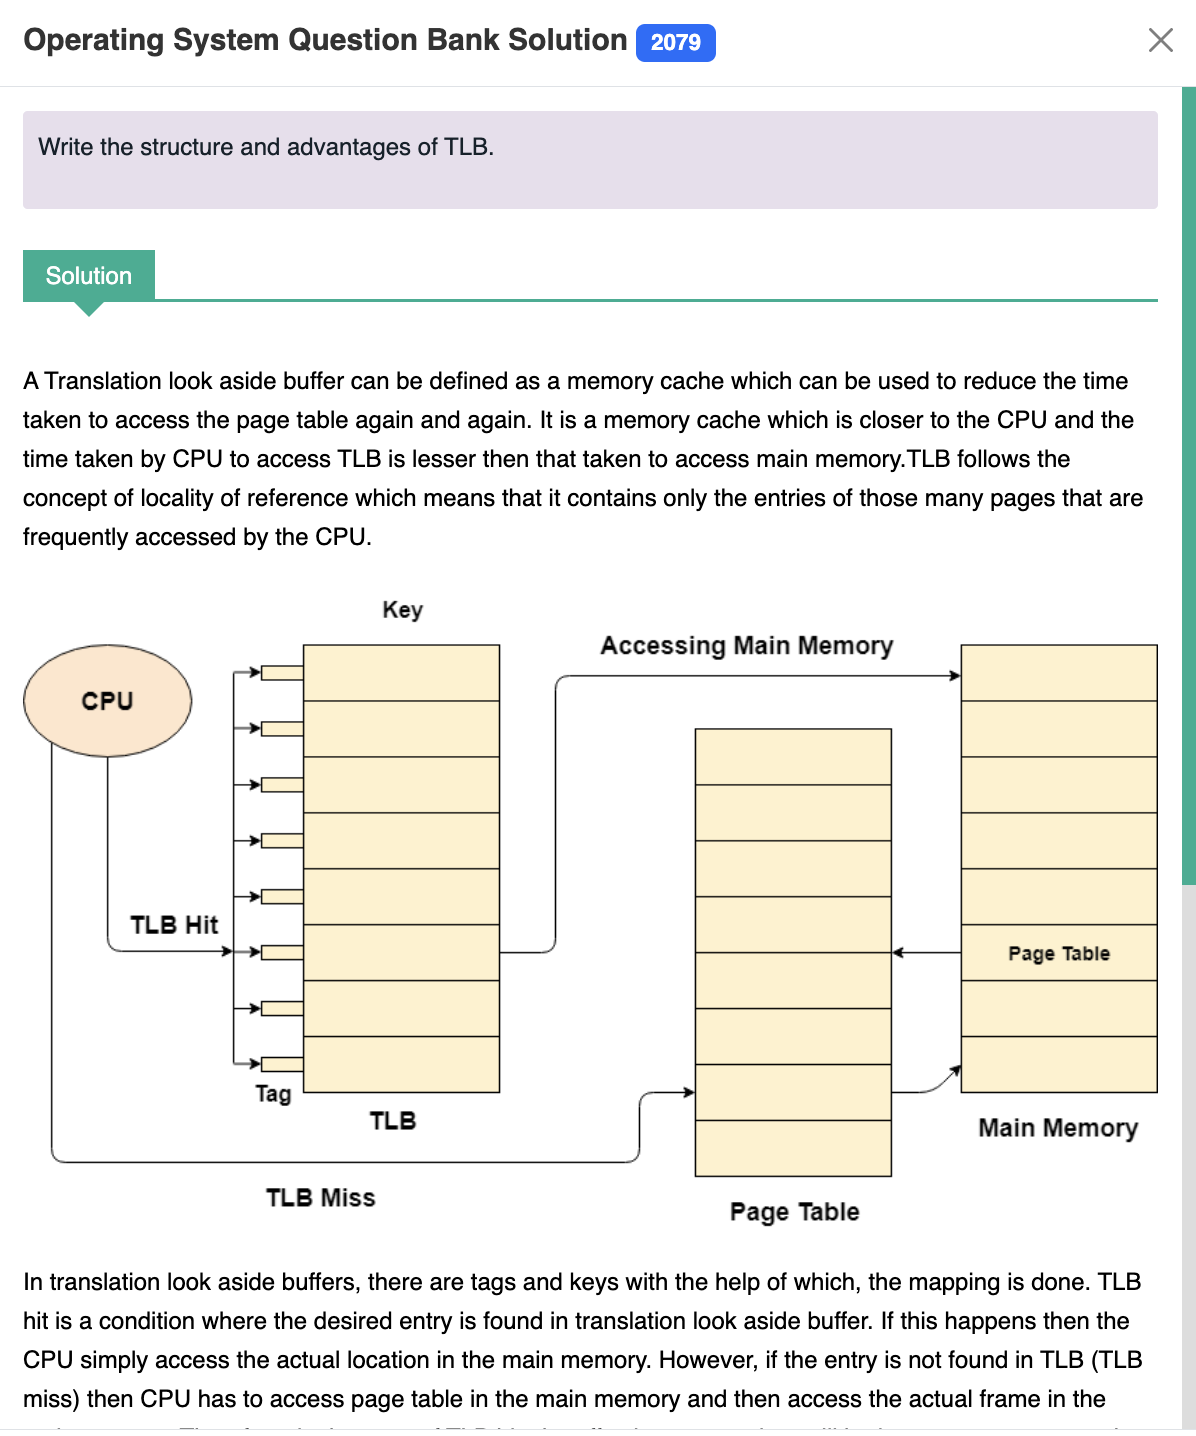 Operating System Question Bank Solution 2079
Write the structure and advantages of TLB.
Solution
A Translation look aside buffer can be defined as a memory cache which can be used to reduce the time
taken to access the page table again and again. It is a memory cache which is closer to the CPU and the
time taken by CPU to access TLB is lesser then that taken to access main memory.TLB follows the
concept of locality of reference which means that it contains only the entries of those many pages that are
frequently accessed by the CPU.
Key
Accessing Main Memory
CPU
TLB Hit
Page Table
Tag
TLB
Main Memory
TLB Miss
Page Table
In translation look aside buffers, there are tags and keys with the help of which, the mapping is done. TLB
hit is a condition where the desired entry is found in translation look aside buffer. If this happens then the
CPU simply access the actual location in the main memory. However, if the entry is not found in TLB (TLB
miss) then CPU has to access page table in the main memory and then access the actual frame in the